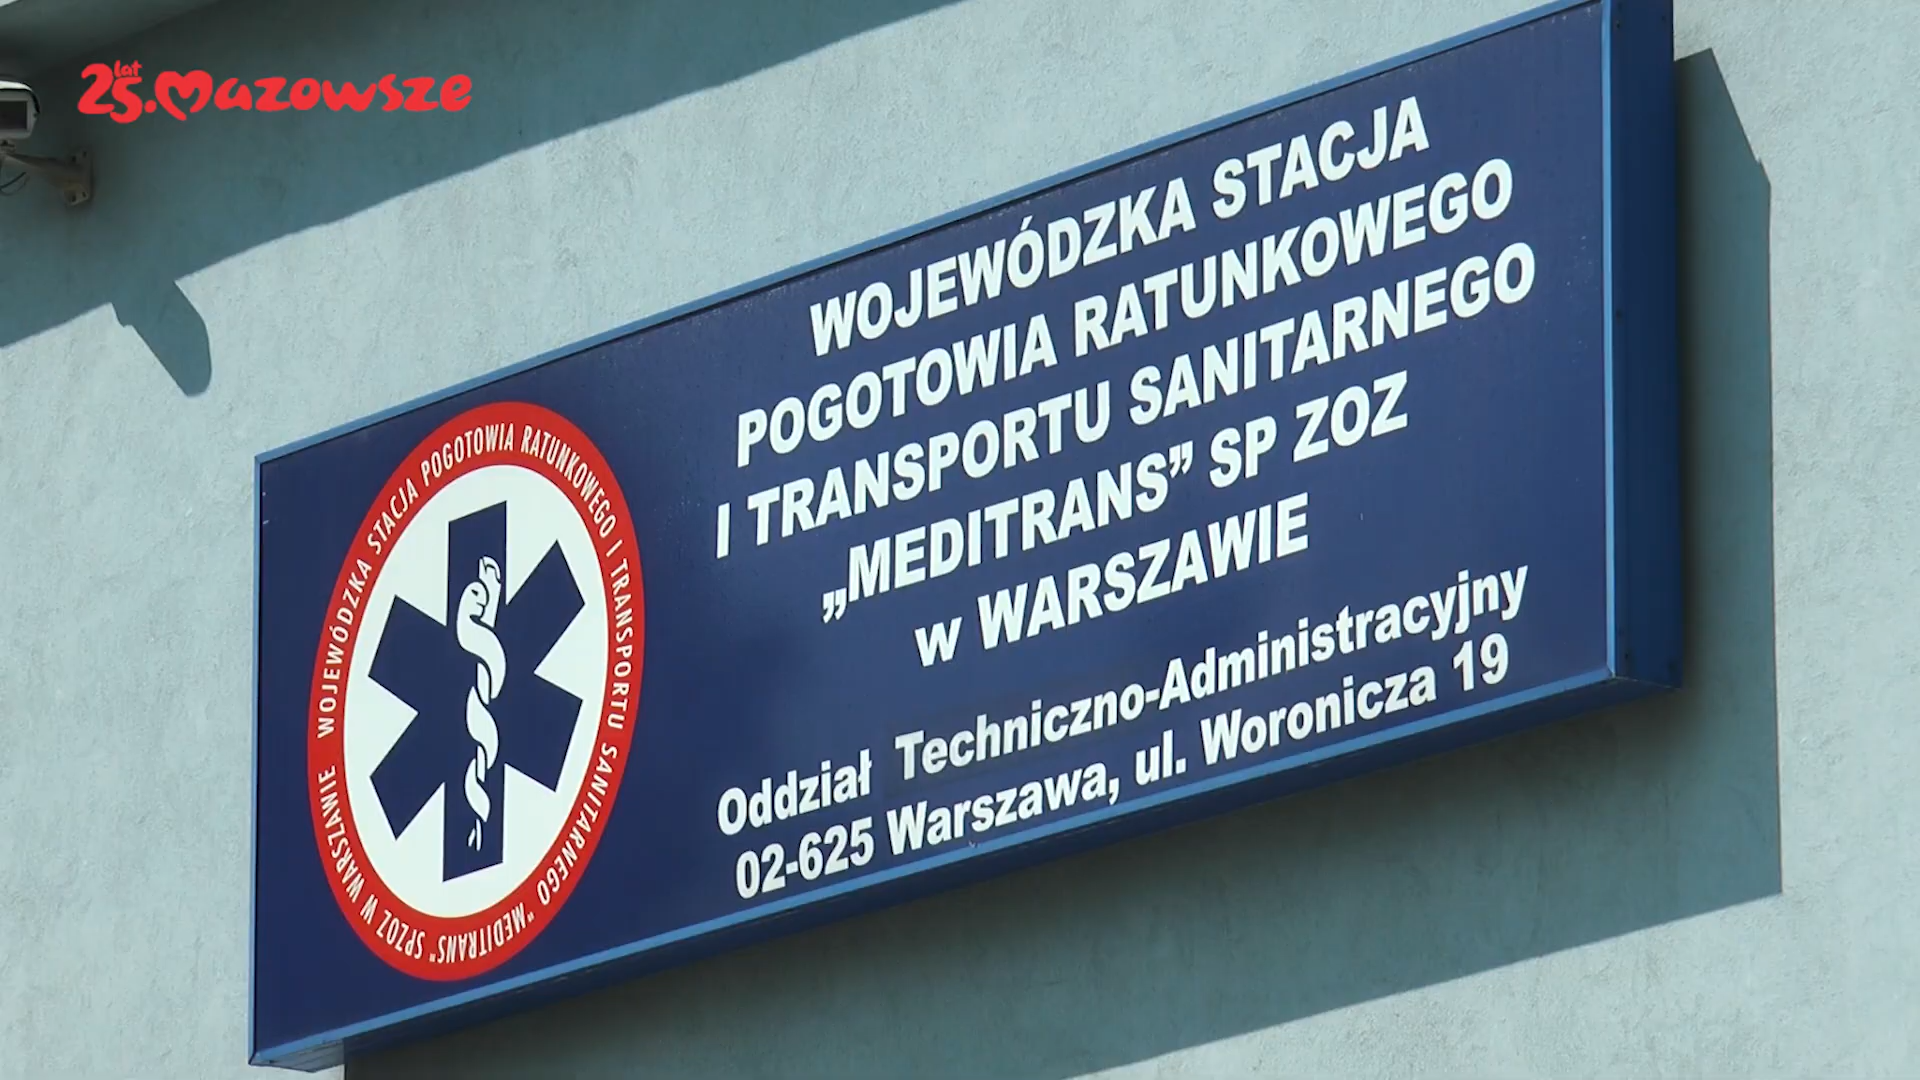 25 lat. Mazowsze
WOJEWÓDZKA STACJA
POGOTOWIA RATUNKOWEGO
I TRANSPORTU SANITARNEGO
„MEDITRANS” SP ZOZ
w WARSZAWIE
Oddział Techniczno-Administracyjny
02-625 Warszawa, ul. Woronicza 19
WOJEWÓDZKA STACJA POGOTOWIA RATUNKOWEGO I TRANSPORTU SANITARNEGO "MEDITRANS" SPZOZ W WARSZAWIE